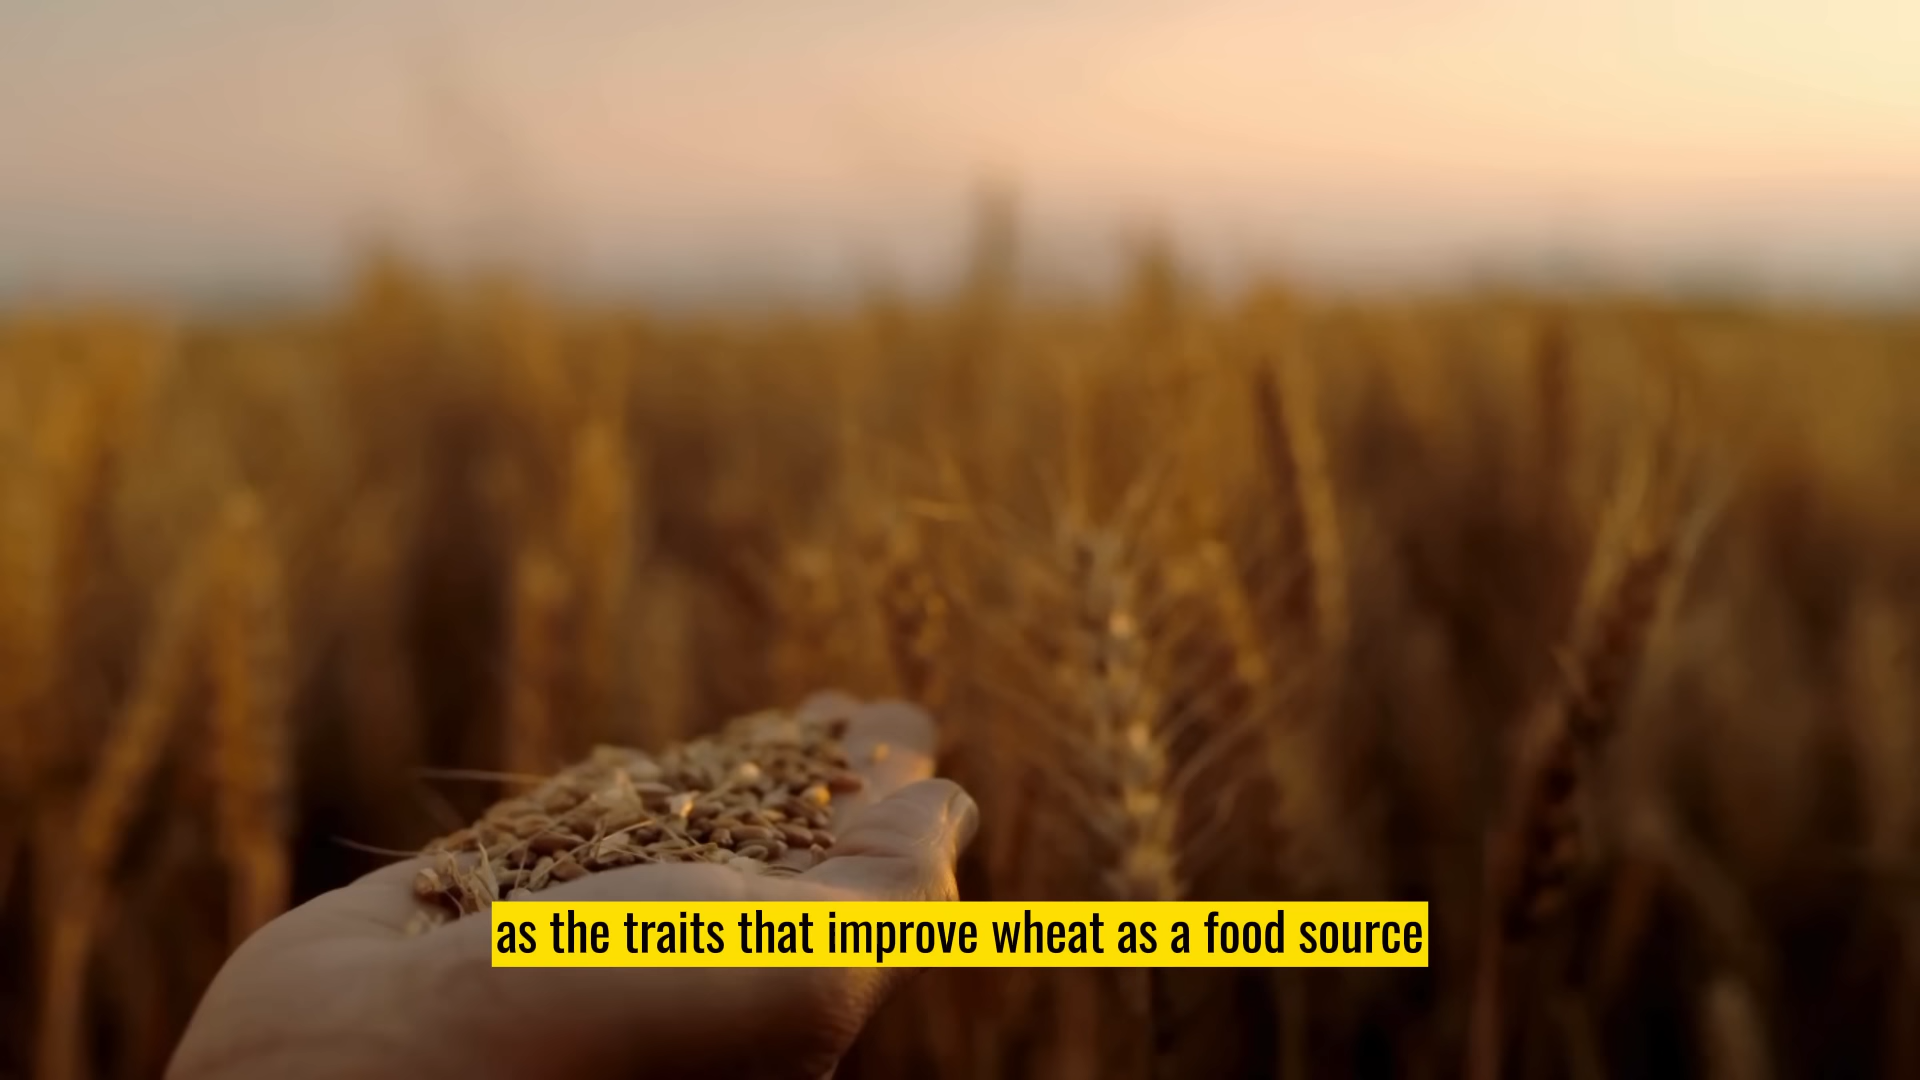 as the traits that improve wheat as a food source